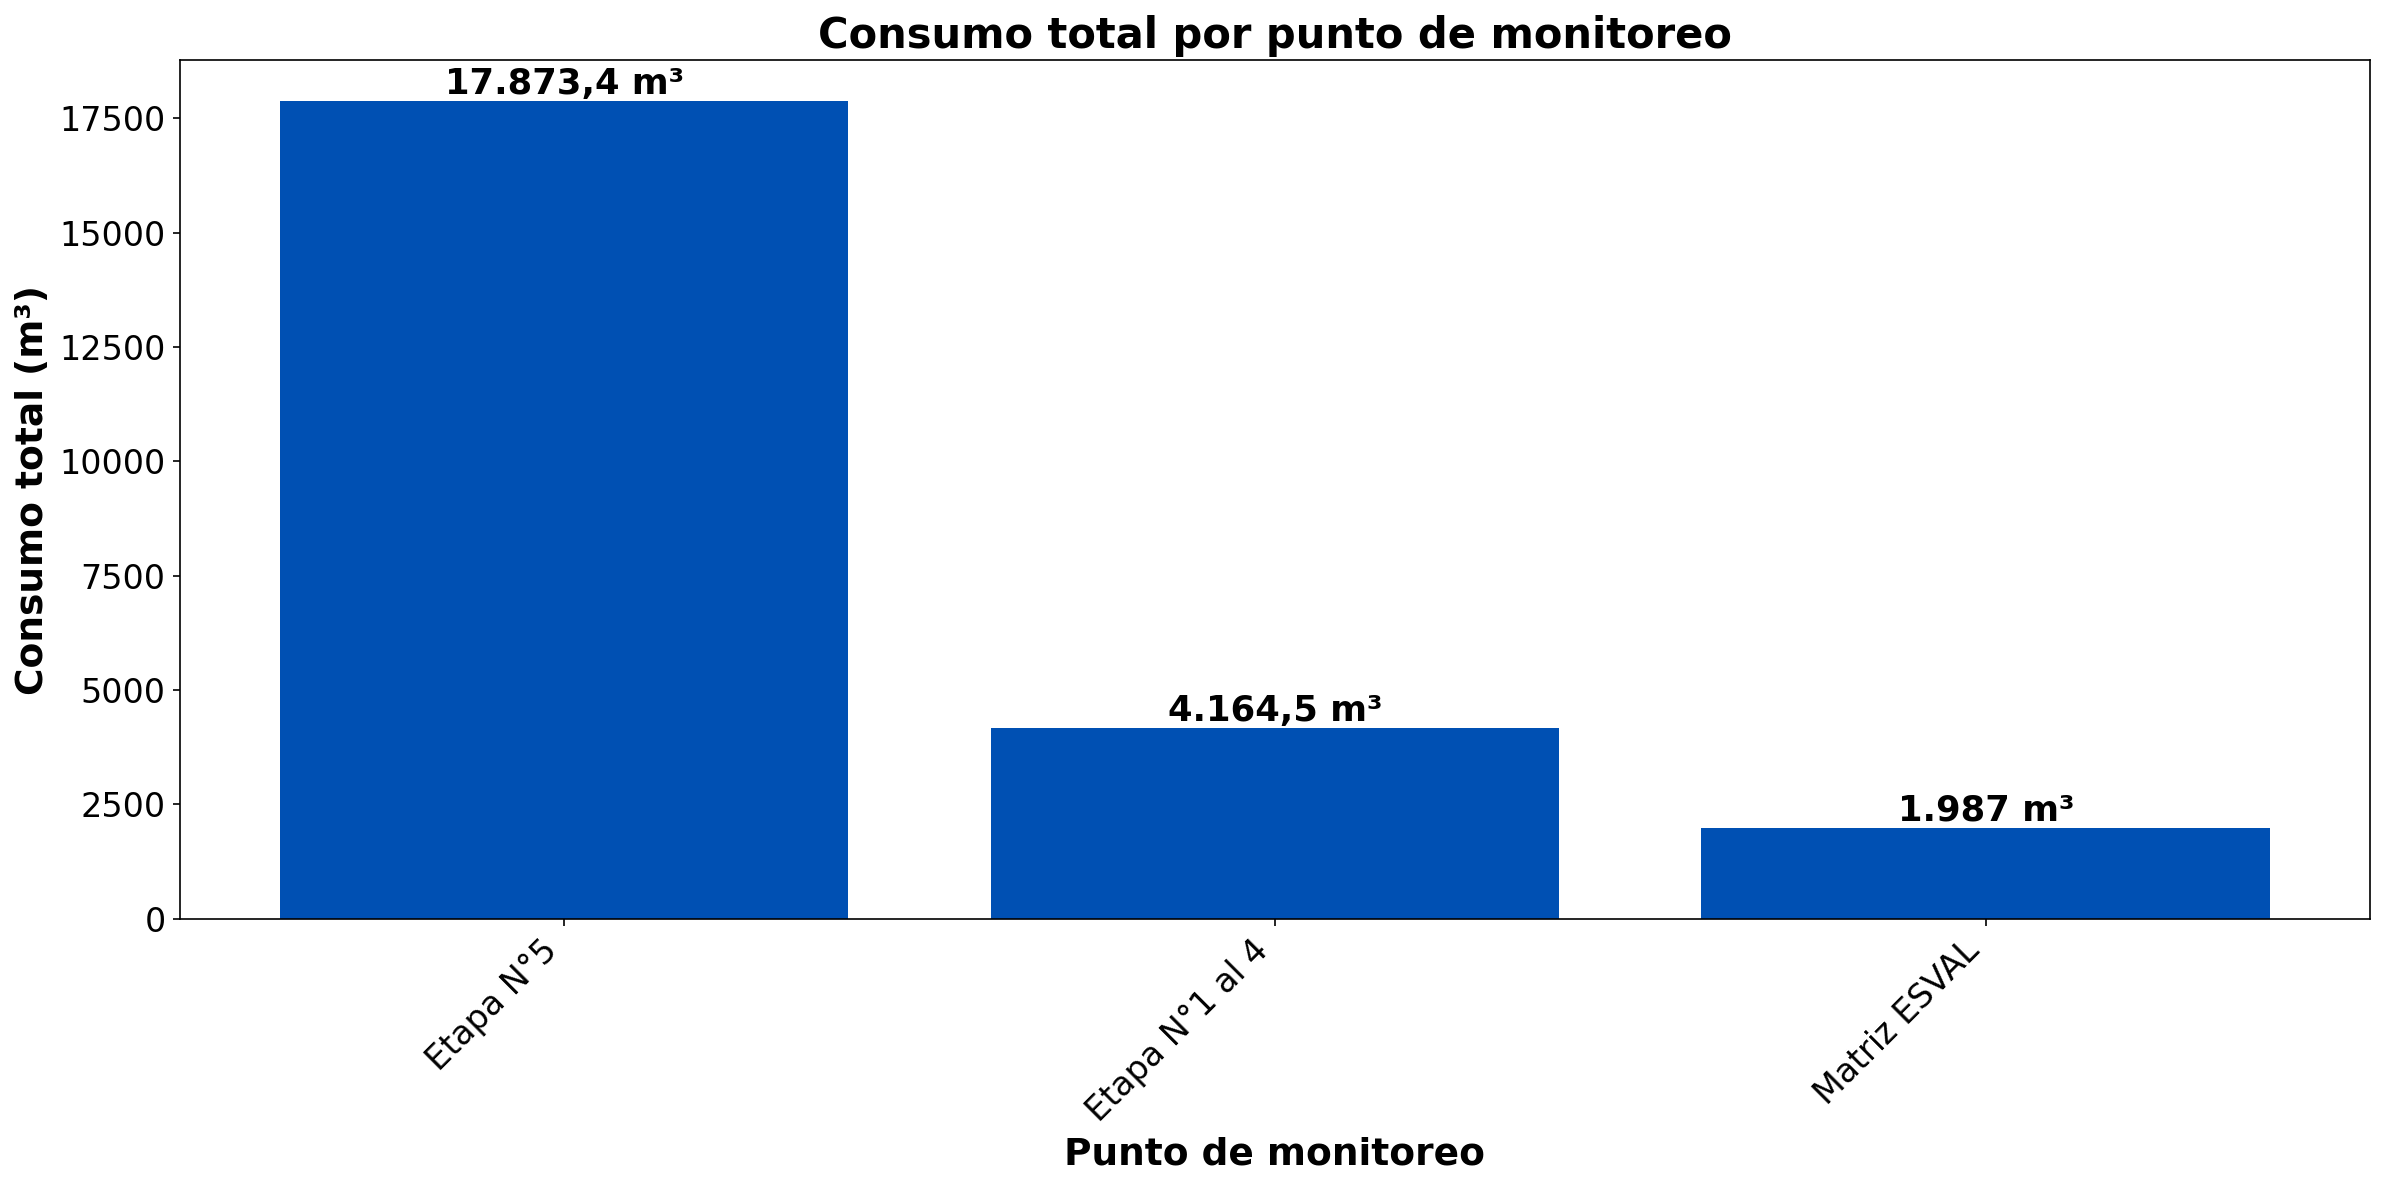 Consumo total por punto de monitoreo
17.873,4 m³
4.164,5 m³
1.987 m³
Consumo total (m³)
17500
15000
12500
10000
7500
5000
2500
0
Etapa N°5
Etapa N°1 al 4
Matriz ESVAL
Punto de monitoreo